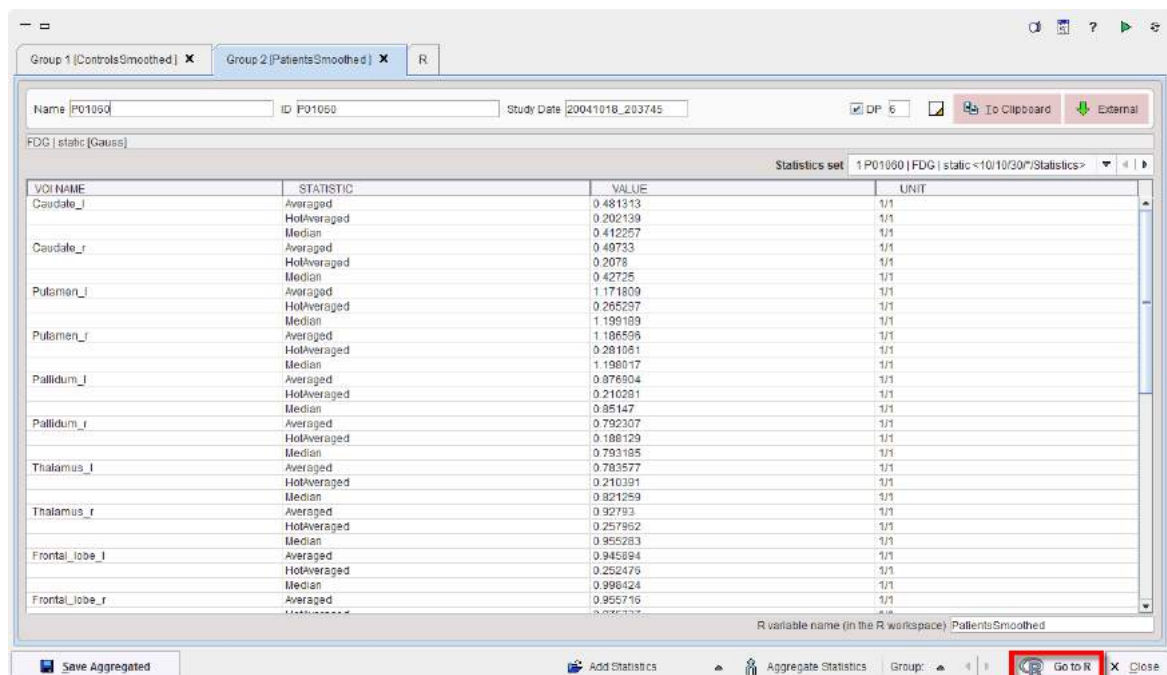 Group 1 [ControlsSmoothed] X Group 2 [PatientsSmoothed] X R
Name P01060 ID P01060 Study Date 20041018_203745 DP 6 To Clipboard External
FDG | static [Gauss]
Statistics set 1 P01060 | FDG | static <10/10/30/*/Statistics>
VOI NAME STATISTIC VALUE UNIT
Caudate_l Averaged 0.481313 1/1
HotAveraged 0.202139 1/1
Median 0.412257 1/1
Caudate_r Averaged 0.49733 1/1
HotAveraged 0.2078 1/1
Median 0.42725 1/1
Putamen_l Averaged 1.171809 1/1
HotAveraged 0.265297 1/1
Median 1.199189 1/1
Putamen_r Averaged 1.186596 1/1
HotAveraged 0.281061 1/1
Median 1.198017 1/1
Pallidum_l Averaged 0.876904 1/1
HotAveraged 0.210281 1/1
Median 0.85147 1/1
Pallidum_r Averaged 0.792307 1/1
HotAveraged 0.188129 1/1
Median 0.793185 1/1
Thalamus_l Averaged 0.783577 1/1
HotAveraged 0.210391 1/1
Median 0.821259 1/1
Thalamus_r Averaged 0.92793 1/1
HotAveraged 0.257962 1/1
Median 0.955283 1/1
Frontal_lobe_l Averaged 0.945894 1/1
HotAveraged 0.252476 1/1
Median 0.998424 1/1
Frontal_lobe_r Averaged 0.955716 1/1
R variable name (in the R workspace) PatientsSmoothed
Save Aggregated Add Statistics Aggregate Statistics Group: Go to R X Close